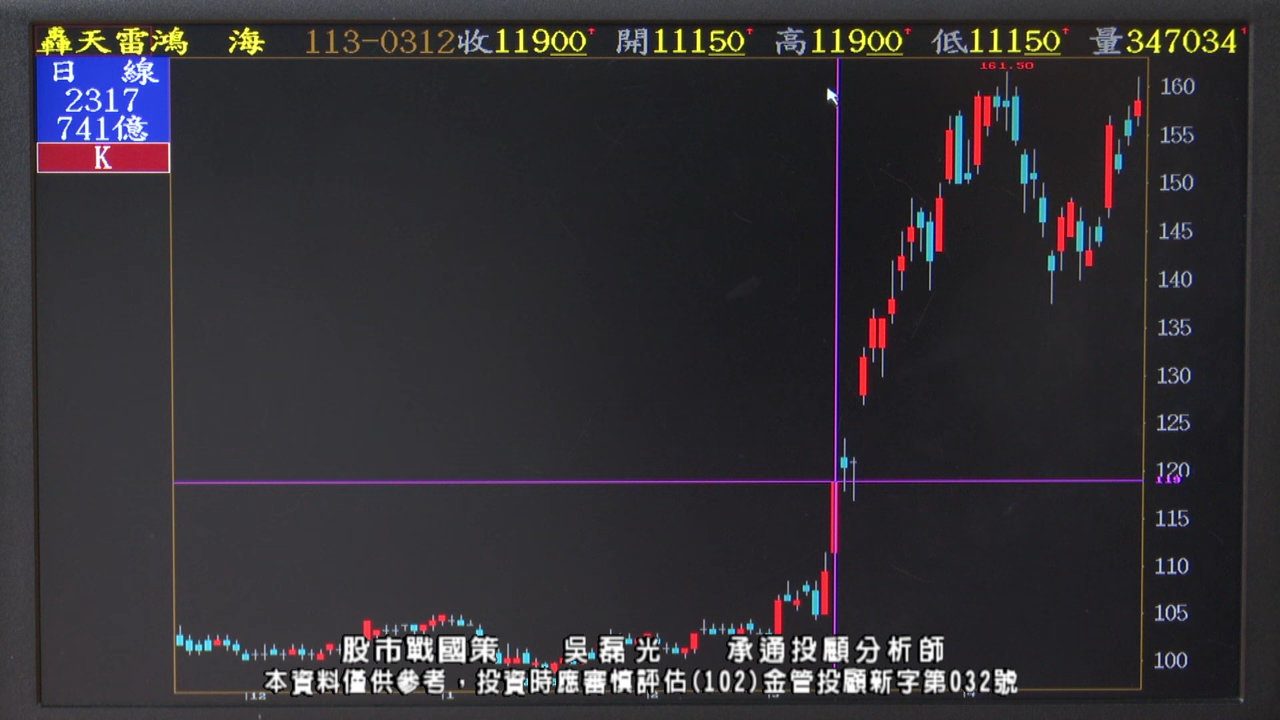 轟天雷鴻 海 113-0312收11900↑ 開11150↑ 高11900↑ 低11150↑ 量347034↑
日 線
2317
741億
K
161.50
160
155
150
145
140
135
130
125
120
119
115
110
105
100
12 1 2
股市戰國策 吳磊光 承通投顧分析師
本資料僅供參考,投資時應審慎評估(102)金管投顧新字第032號